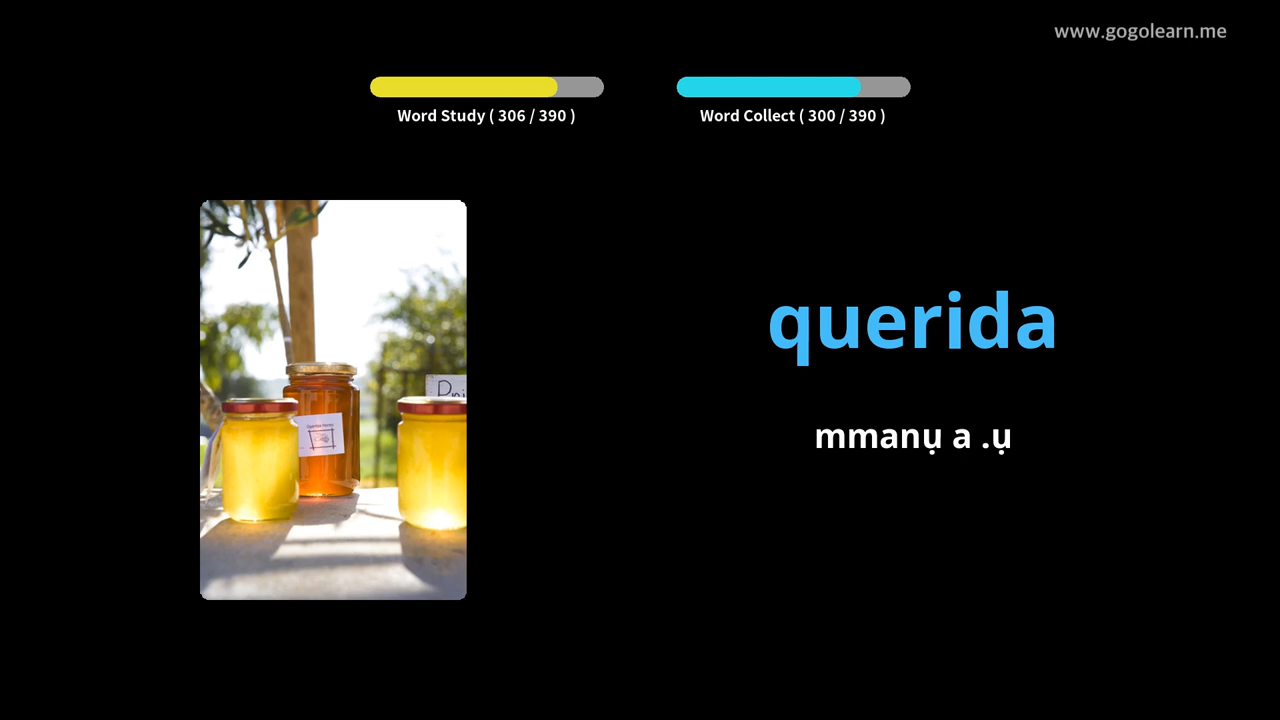 www.gogolearn.me
Word Study ( 306 / 390 )
Word Collect ( 300 / 390 )
querida
mmanụ a .ụ